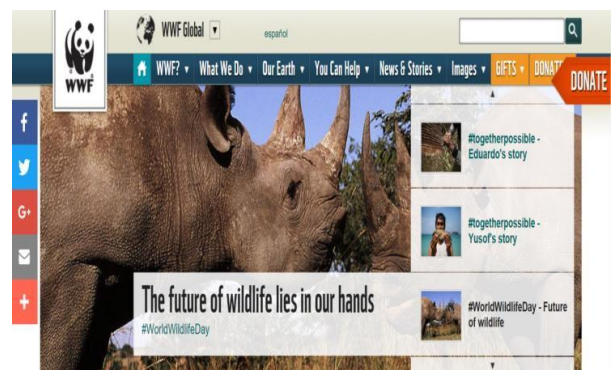 WWF Global
español
WWF
WWF? What We Do Our Earth You Can Help News & Stories Images GIFTS DONATE
DONATE
f
G+
#togetherpossible -
Eduardo's story
#togetherpossible -
Yusof's story
The future of wildlife lies in our hands
#WorldWildlifeDay
#WorldWildlifeDay - Future
of wildlife